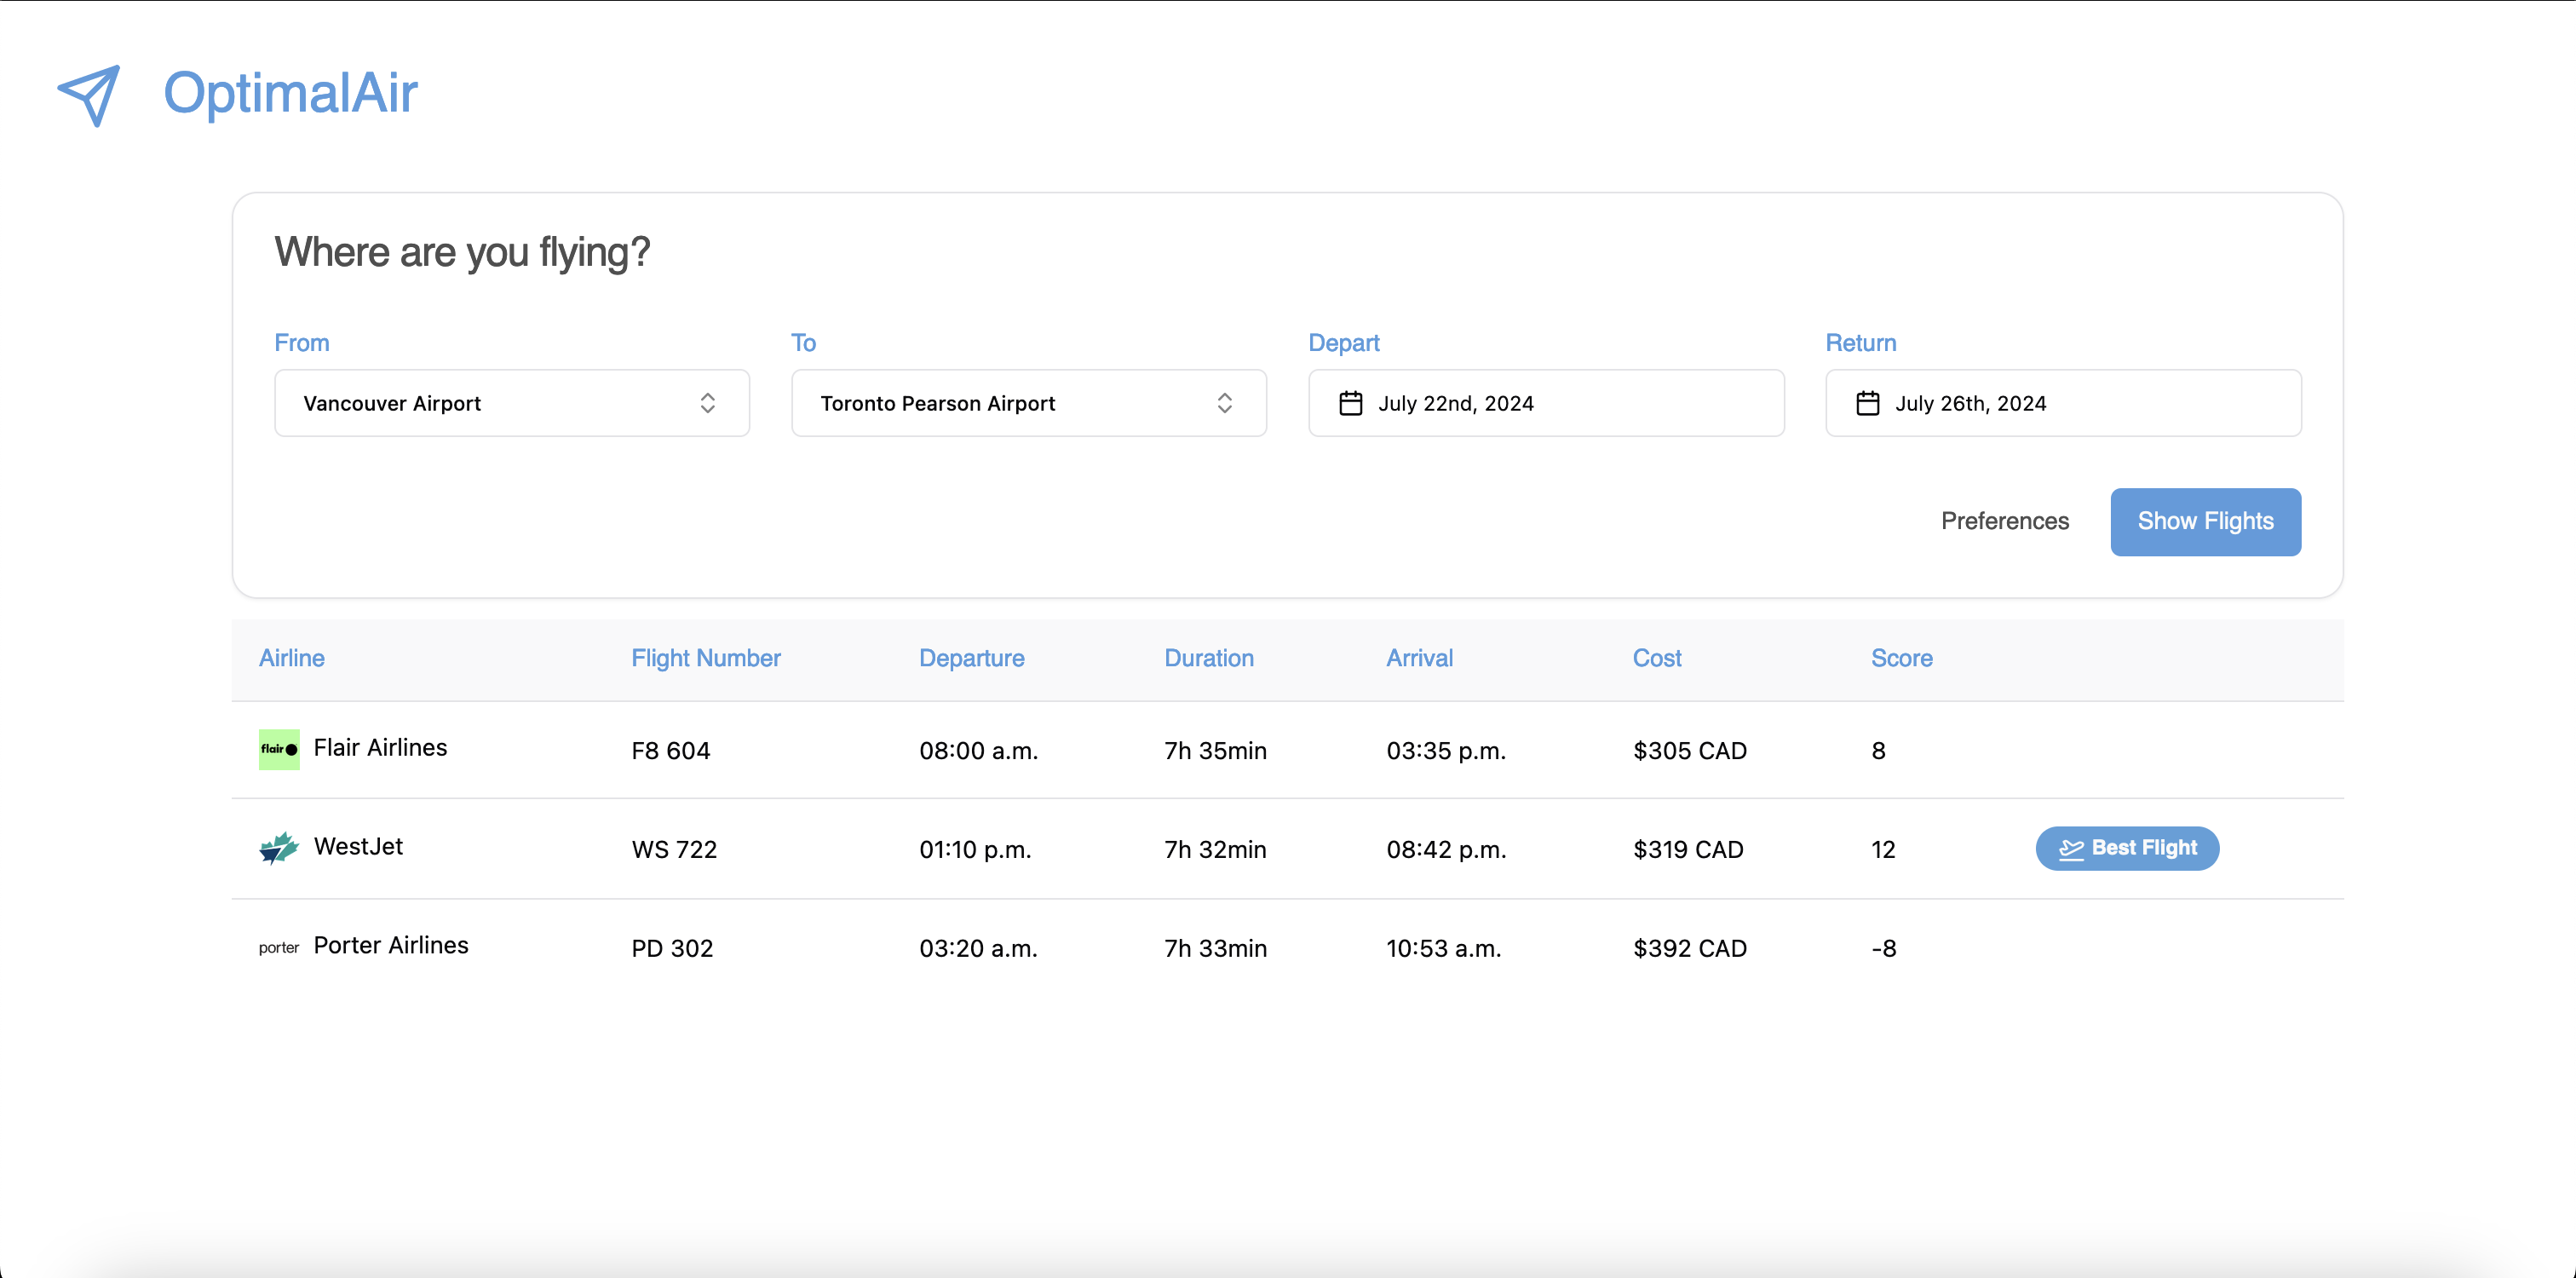 OptimalAir
Where are you flying?
From To Depart Return
Vancouver Airport Toronto Pearson Airport July 22nd, 2024 July 26th, 2024
Preferences Show Flights
Airline Flight Number Departure Duration Arrival Cost Score
flair Flair Airlines F8 604 08:00 a.m. 7h 35min 03:35 p.m. $305 CAD 8
WestJet WS 722 01:10 p.m. 7h 32min 08:42 p.m. $319 CAD 12 Best Flight
porter Porter Airlines PD 302 03:20 a.m. 7h 33min 10:53 a.m. $392 CAD -8